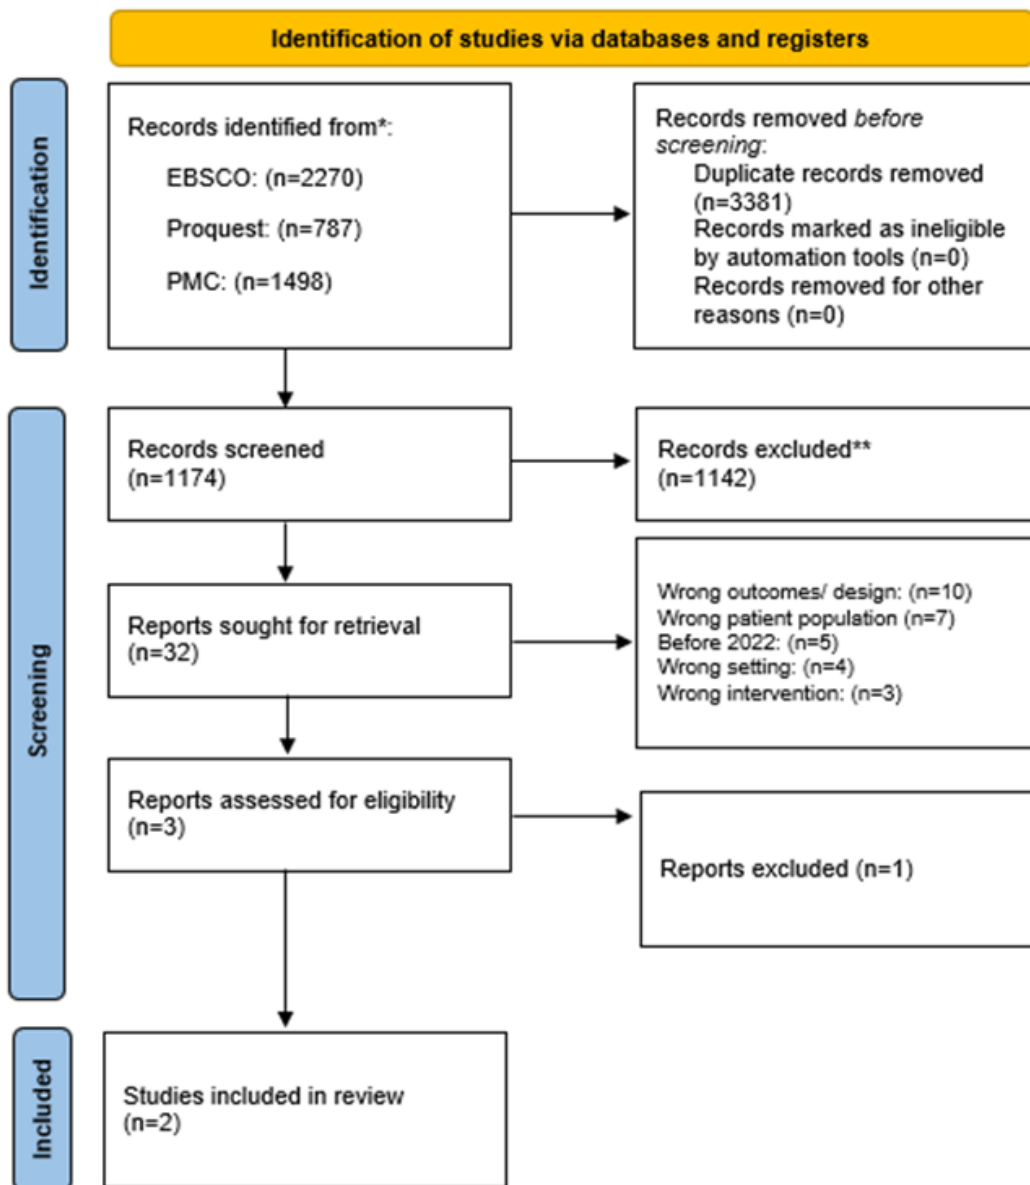 Identification of studies via databases and registers
Identification
Records identified from*:
EBSCO: (n=2270)
Proquest: (n=787)
PMC: (n=1498)
Records removed before
screening:
Duplicate records removed
(n=3381)
Records marked as ineligible
by automation tools (n=0)
Records removed for other
reasons (n=0)
Screening
Records screened
(n=1174)
Records excluded**
(n=1142)
Reports sought for retrieval
(n=32)
Wrong outcomes/ design: (n=10)
Wrong patient population (n=7)
Before 2022: (n=5)
Wrong setting: (n=4)
Wrong intervention: (n=3)
Reports assessed for eligibility
(n=3)
Reports excluded (n=1)
Included
Studies included in review
(n=2)